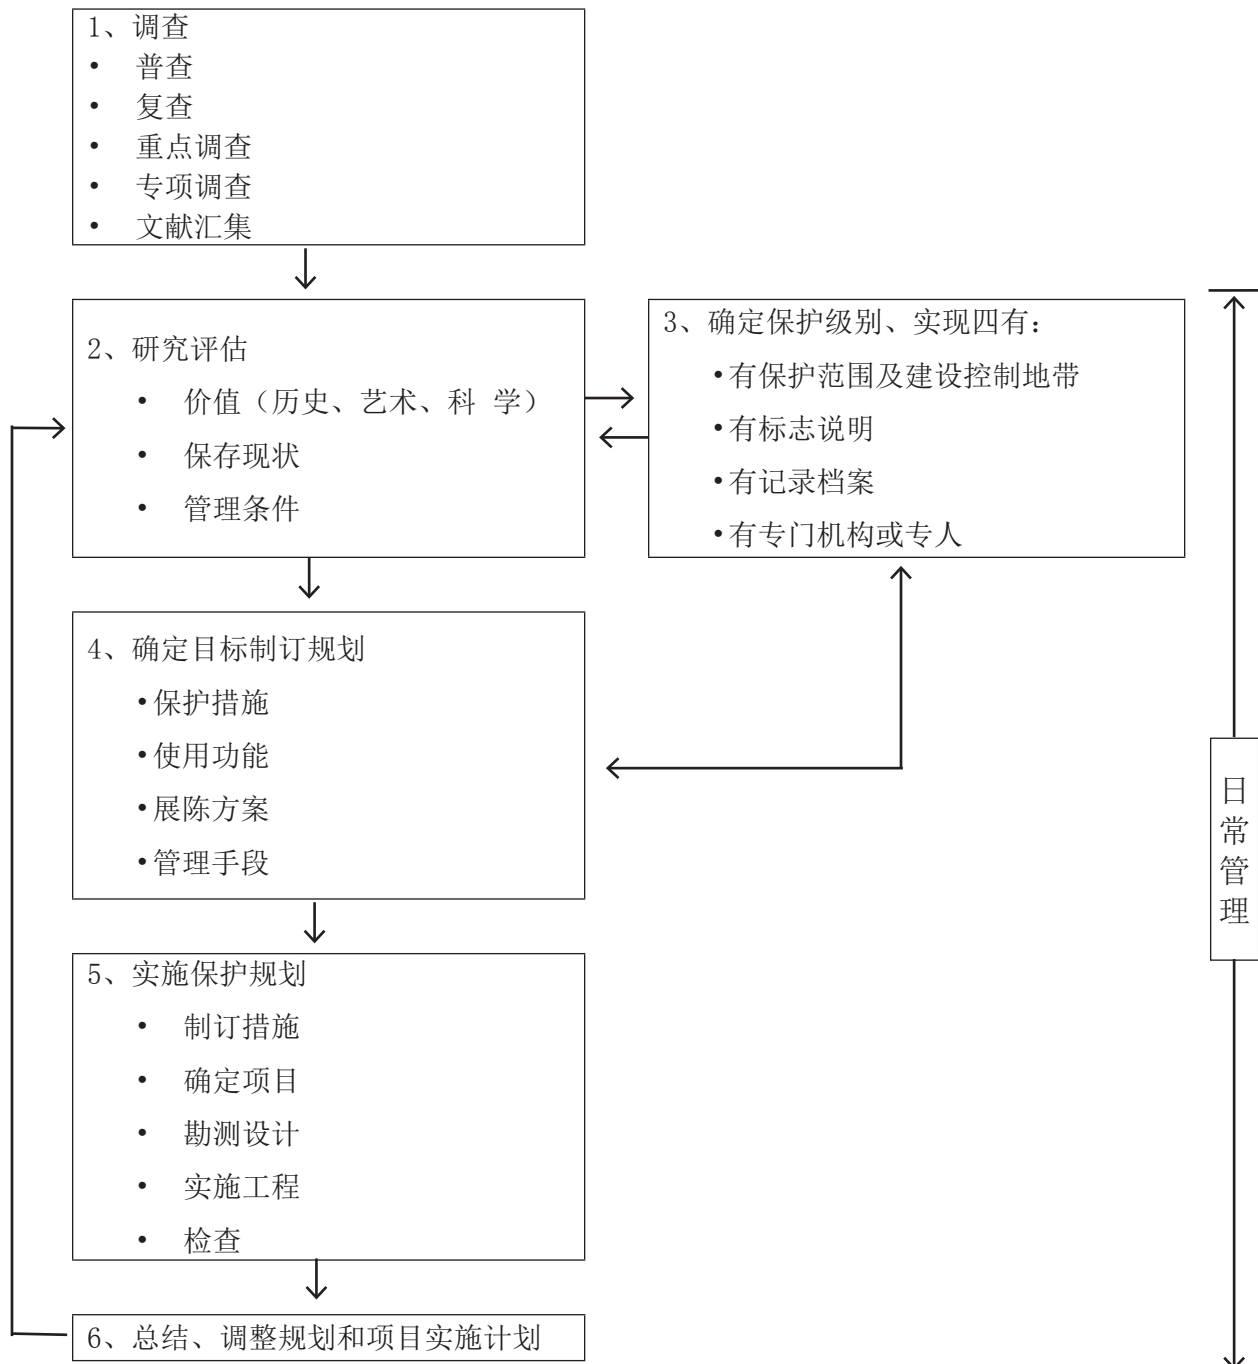 1、调查
• 普查
• 复查
• 重点调查
• 专项调查
• 文献汇集
2、研究评估
• 价值（历史、艺术、科 学）
• 保存现状
• 管理条件
3、确定保护级别、实现四有：
•有保护范围及建设控制地带
•有标志说明
•有记录档案
•有专门机构或专人
4、确定目标制订规划
•保护措施
•使用功能
•展陈方案
•管理手段
5、实施保护规划
• 制订措施
• 确定项目
• 勘测设计
• 实施工程
• 检查
6、总结、调整规划和项目实施计划
日
常
管
理